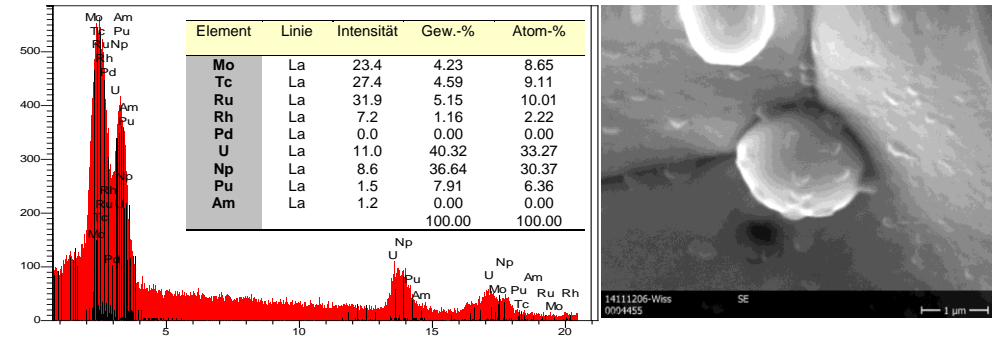 Mo Am
Tc Pu
Ru Np
Rh
Pd
U
Am
Pu
Np
Rh
Ru
Tc
Mo
Pd
500
400
300
200
100
0
Element Linie Intensität Gew.-% Atom-%
Mo La 23.4 4.23 8.65
Tc La 27.4 4.59 9.11
Ru La 31.9 5.15 10.01
Rh La 7.2 1.16 2.22
Pd La 0.0 0.00 0.00
U La 11.0 40.32 33.27
Np La 8.6 36.64 30.37
Pu La 1.5 7.91 6.36
Am La 1.2 0.00 0.00
100.00 100.00
Np
U
Pu
Am
Np
U
Mo Pu
Tc
Am
Ru Rh
Mo
5 10 15 20
14111206-Wiss SE
0004455 1 µm